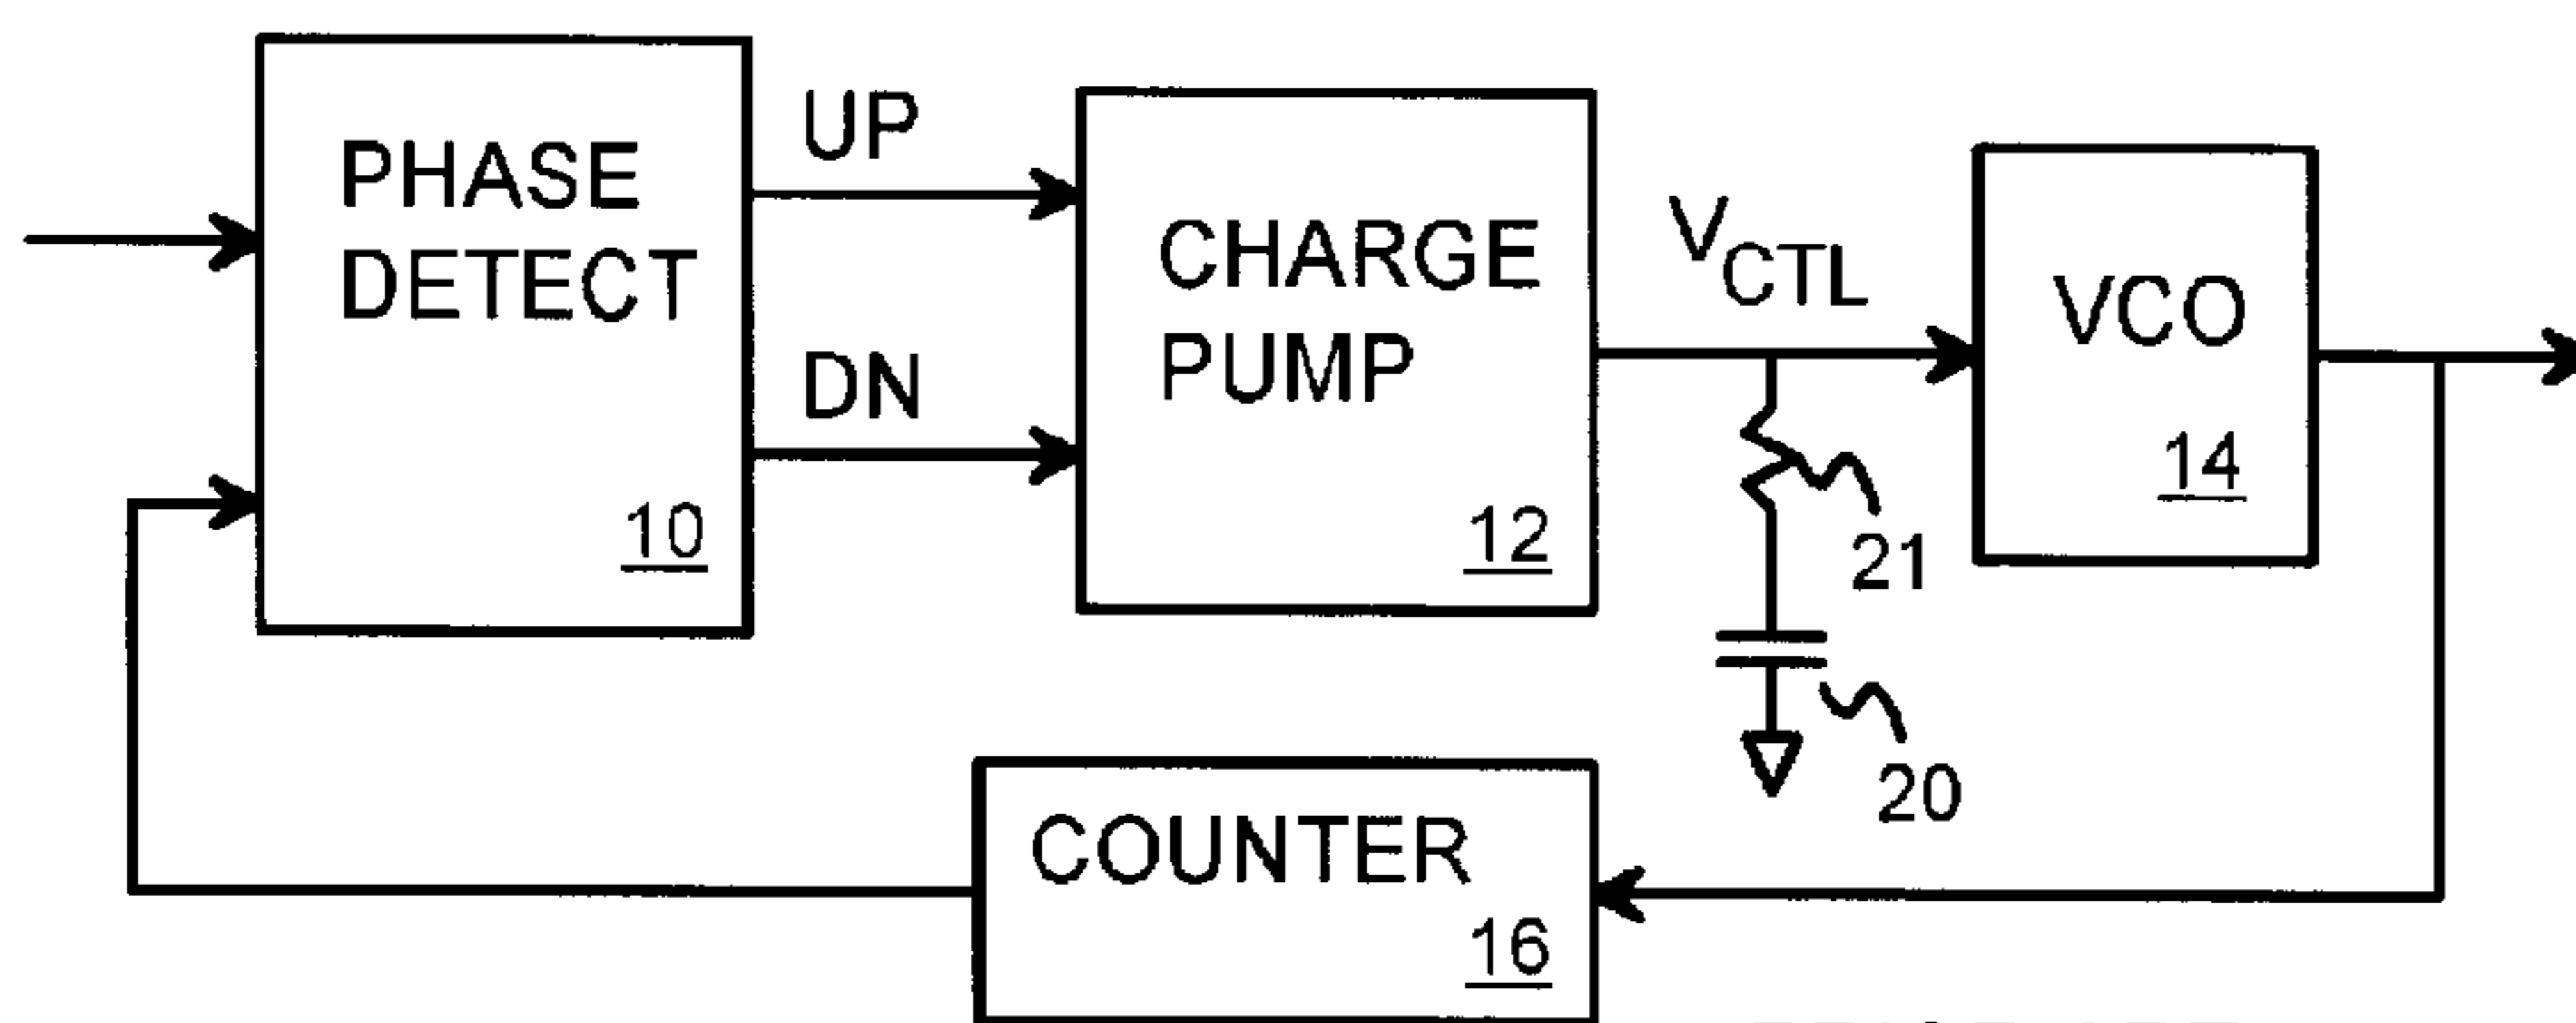 PHASE
DETECT
10
UP
DN
CHARGE
PUMP
12
VCTL
VCO
14
21
20
COUNTER
16